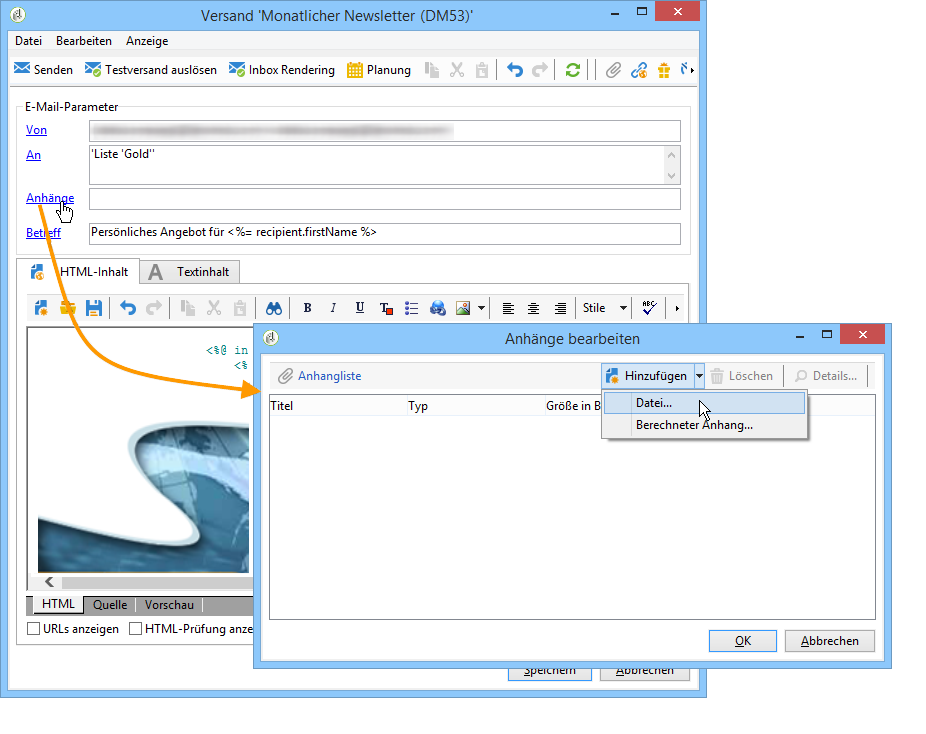 Versand 'Monatlicher Newsletter (DM53)'
Datei Bearbeiten Anzeige
Senden Testversand auslösen Inbox Rendering Planung
E-Mail-Parameter
Von
An 'Liste 'Gold''
Anhänge
Betreff Persönliches Angebot für <%= recipient.firstName %>
HTML-Inhalt Textinhalt
B I U Stile ABC
<%@ in
<%
Anhänge bearbeiten
Anhangliste Hinzufügen Löschen Details...
Titel Typ Größe in B
Datei...
Berechneter Anhang...
HTML Quelle Vorschau
URLs anzeigen HTML-Prüfung anze
OK Abbrechen
Speichern Abbrechen